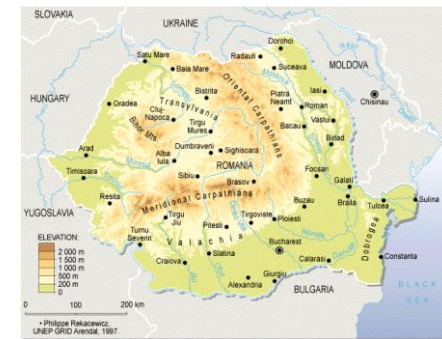 SLOVAKIA
UKRAINE
Satu Mare
Baia Mare
Radauti
Dorohoi
Suceava
MOLDOVA
HUNGARY
Oradea
Bistrita
Oriental Carpathians
Piatra
Neamt
Iasi
Roman
Chisinau
Transylvania
Cluj-
Napoca
Tirgu
Mures
Bihor Mts.
Bacau
Vaslui
Birlad
Arad
Alba
Iulia
Dumbraveni
Sighisoara
ROMANIA
Timisoara
Sibiu
Brasov
Focsari
Galati
Braila
Tulcea
Sulina
Resita
Meridional Carpathians
Buzau
YUGOSLAVIA
Tirgu
Jiu
Pitesti
Tirgoviste
Ploiesti
Dobrogea
Turnu
Severin
Valachia
Bucharest
Constanta
Craiova
Slatina
Calarasi
Alexandria
Giurgiu
BULGARIA
BLACK
SEA
ELEVATION:
2 000 m
1 500 m
1 000 m
500 m
200 m
0
0 100 200 km
• Philippe Rekacewicz,
UNEP GRID Arendal, 1997.